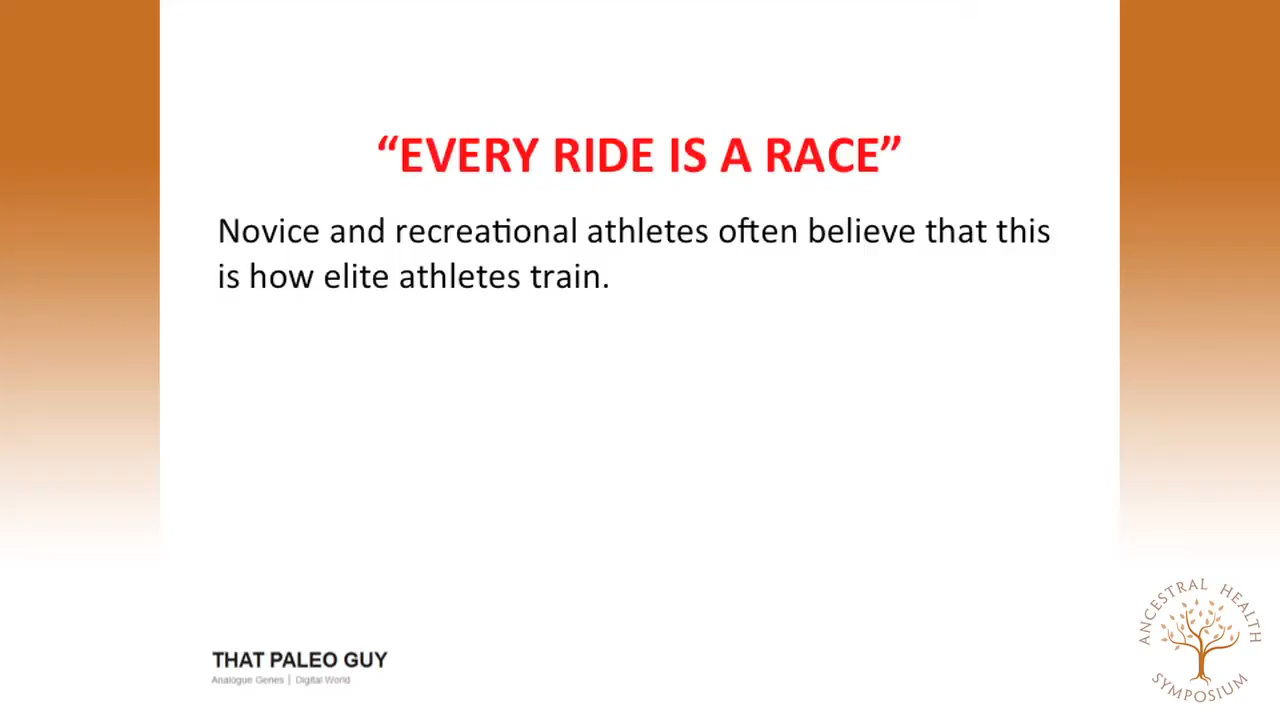 “EVERY RIDE IS A RACE”
Novice and recreational athletes often believe that this
is how elite athletes train.
THAT PALEO GUY
Analogue Genes | Digital World
ANCESTRAL HEALTH
SYMPOSIUM